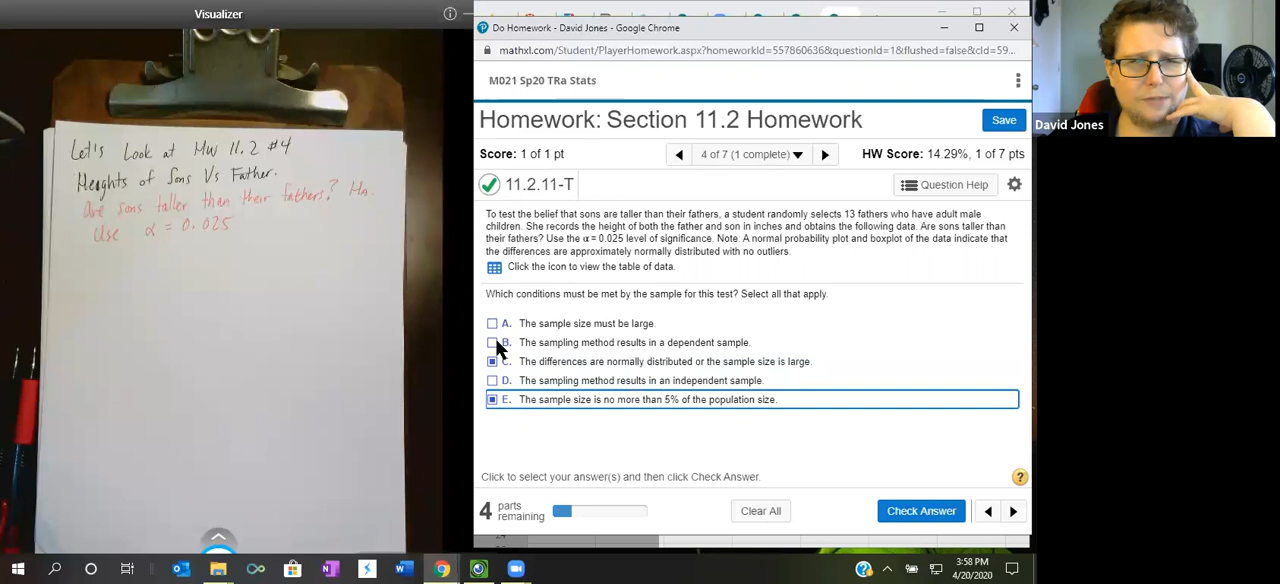 Visualizer
Let's Look at HW 11.2 #4
Heights of Sons Vs Father.
Are sons taller than their fathers? Ha
Use α = 0.025
Do Homework - David Jones - Google Chrome
mathxl.com/Student/PlayerHomework.aspx?homeworkId=557860636&questionId=1&flushed=false&cId=59...
M021 Sp20 TRa Stats
Homework: Section 11.2 Homework
Save
Score: 1 of 1 pt
4 of 7 (1 complete)
HW Score: 14.29%, 1 of 7 pts
11.2.11-T
Question Help
To test the belief that sons are taller than their fathers, a student randomly selects 13 fathers who have adult male
children. She records the height of both the father and son in inches and obtains the following data. Are sons taller than
their fathers? Use the α = 0.025 level of significance. Note: A normal probability plot and boxplot of the data indicate that
the differences are approximately normally distributed with no outliers.
Click the icon to view the table of data.
Which conditions must be met by the sample for this test? Select all that apply.
A. The sample size must be large.
B. The sampling method results in a dependent sample.
C. The differences are normally distributed or the sample size is large.
D. The sampling method results in an independent sample.
E. The sample size is no more than 5% of the population size.
Click to select your answer(s) and then click Check Answer.
?
4 parts
remaining
Clear All
Check Answer
David Jones
3:58 PM
4/20/2020